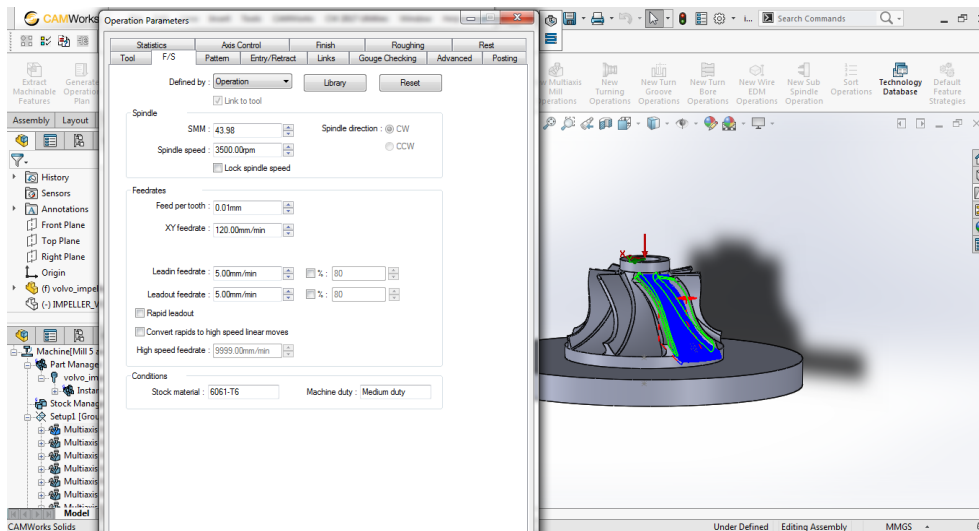 CAMWorks
Operation Parameters
Search Commands
Extract
Machinable
Features
Generate
Operation
Plan
New Multiaxis
Mill
Operations
New
Turning
Operations
New Turn
Groove
Operations
New Turn
Bore
Operations
New Wire
EDM
Operations
New Sub
Spindle
Operation
Sort
Operations
Technology
Database
Default
Feature
Strategies
Assembly Layout
History
Sensors
Annotations
Front Plane
Top Plane
Right Plane
Origin
(f) volvo_impel
(-) IMPELLER_V
Machine[Mill 5 a
Part Manage
volvo_im
Instan
Stock Manag
Setup1 [Grou
Multiaxis
Multiaxis
Multiaxis
Multiaxis
Multiaxis
Multiaxis
Multiaxis
Model
CAMWorks Solids
Statistics Axis Control Finish Roughing Rest
Tool F/S Pattern Entry/Retract Links Gouge Checking Advanced Posting
Defined by : Operation Library Reset
Link to tool
Spindle
SMM : 43.98 Spindle direction : CW
Spindle speed : 3500.00rpm CCW
Lock spindle speed
Feedrates
Feed per tooth : 0.01mm
XY feedrate : 120.00mm/min
Leadin feedrate : 5.00mm/min % : 80
Leadout feedrate : 5.00mm/min % : 80
Rapid leadout
Convert rapids to high speed linear moves
High speed feedrate : 9999.00mm/min
Conditions
Stock material : 6061-T6 Machine duty : Medium duty
X
Under Defined Editing Assembly MMGS